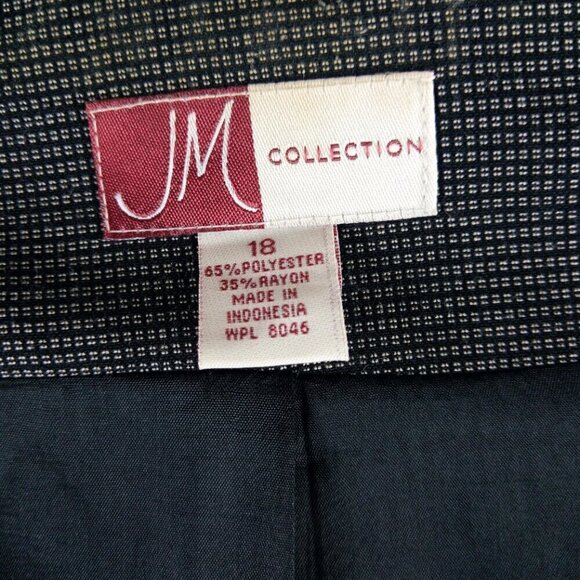 JM COLLECTION
18
65% POLYESTER
35% RAYON
MADE IN
INDONESIA
WPL 8046